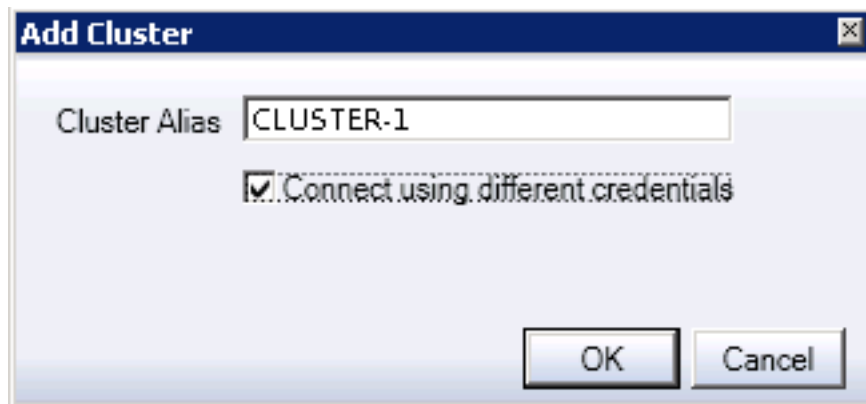 Add Cluster
Cluster Alias CLUSTER-1
Connect using different credentials
OK Cancel